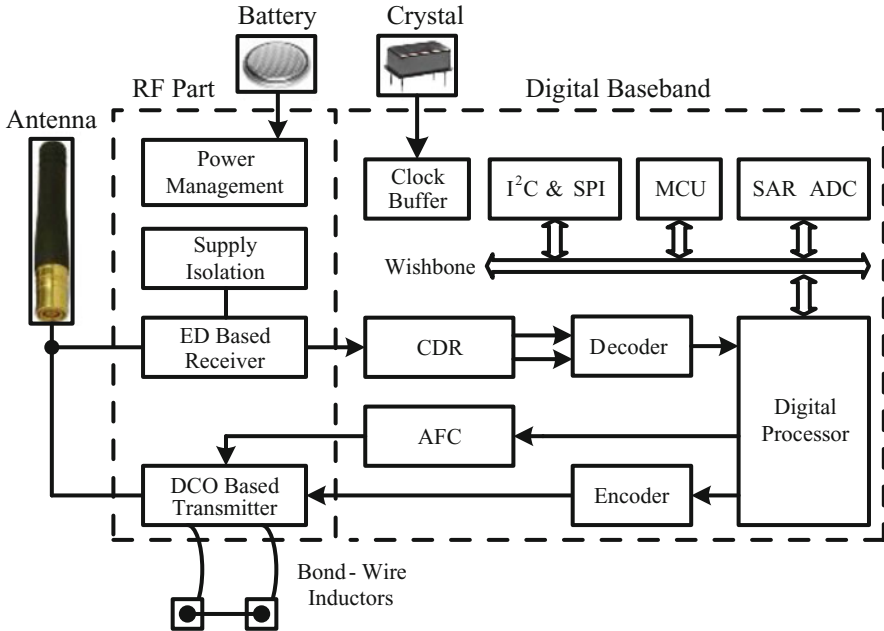 Battery
Crystal
RF Part
Digital Baseband
Antenna
Power
Management
Clock
Buffer
I²C & SPI
MCU
SAR ADC
Supply
Isolation
Wishbone
ED Based
Receiver
CDR
Decoder
Digital
Processor
AFC
DCO Based
Transmitter
Encoder
Bond - Wire
Inductors